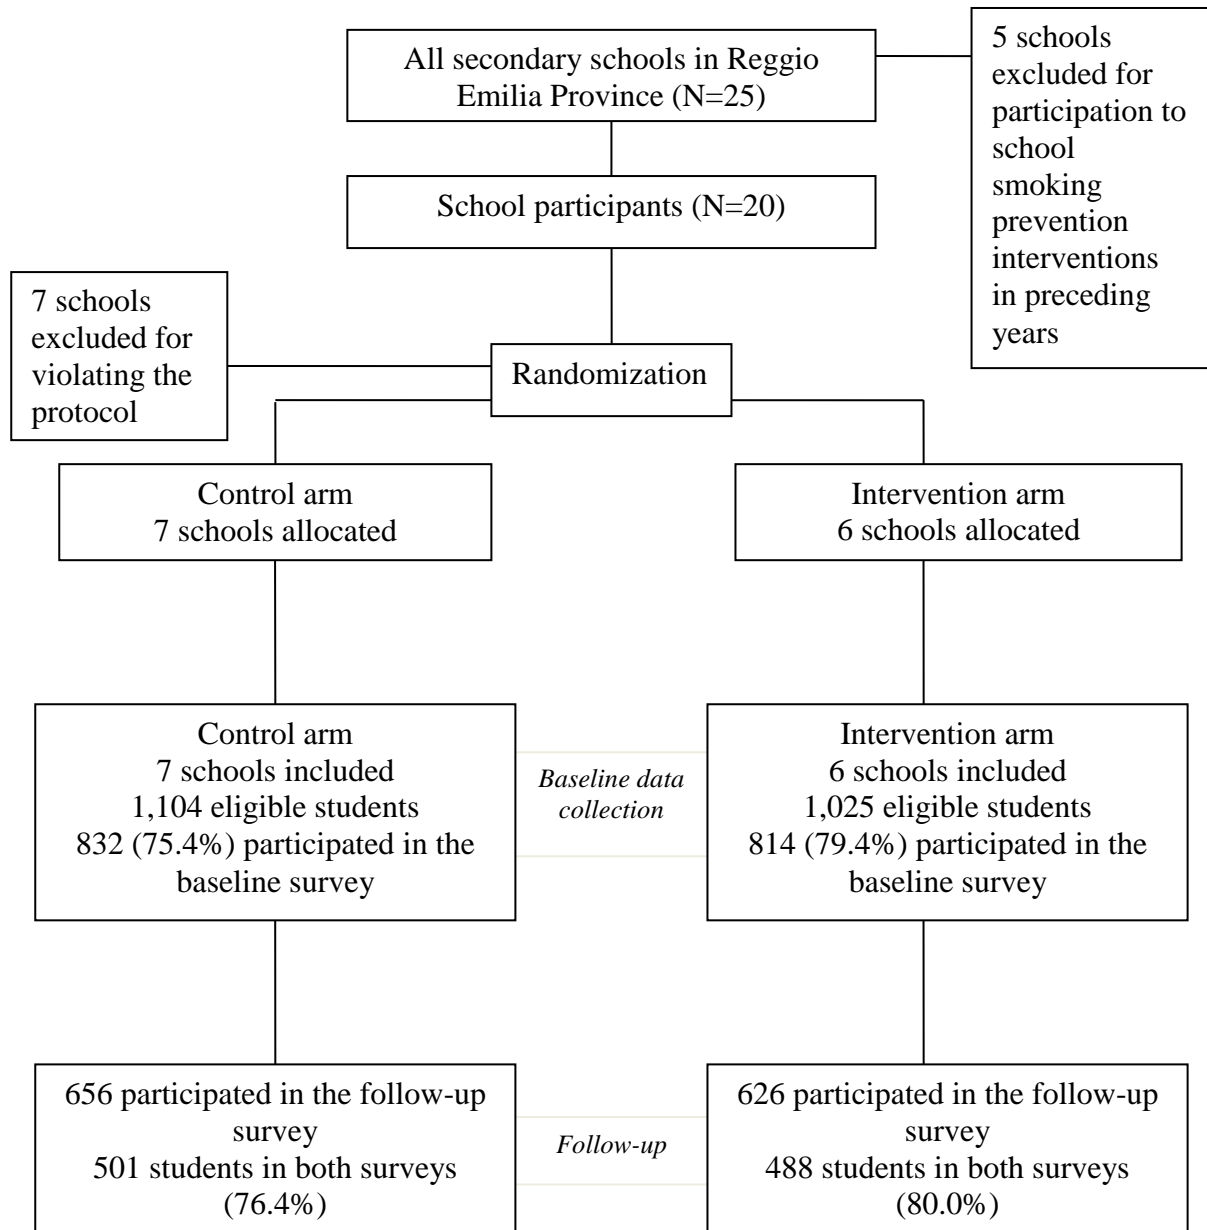 All secondary schools in Reggio
Emilia Province (N=25)
5 schools
excluded for
participation to
school
smoking
prevention
interventions
in preceding
years
School participants (N=20)
7 schools
excluded for
violating the
protocol
Randomization
Control arm
7 schools allocated
Intervention arm
6 schools allocated
Control arm
7 schools included
1,104 eligible students
832 (75.4%) participated in the
baseline survey
Baseline data
collection
Intervention arm
6 schools included
1,025 eligible students
814 (79.4%) participated in the
baseline survey
656 participated in the follow-up
survey
501 students in both surveys
(76.4%)
Follow-up
626 participated in the follow-up
survey
488 students in both surveys
(80.0%)